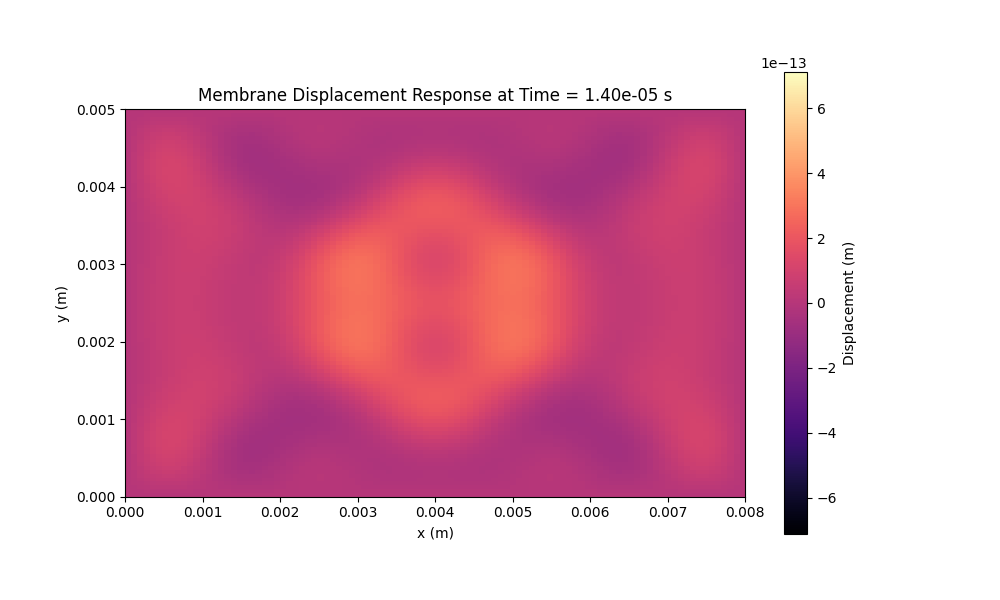 1e−13
Membrane Displacement Response at Time = 1.40e-05 s
0.005
0.004
0.003
0.002
0.001
0.000
y (m)
0.000 0.001 0.002 0.003 0.004 0.005 0.006 0.007 0.008
x (m)
6
4
2
0
−2
−4
−6
Displacement (m)